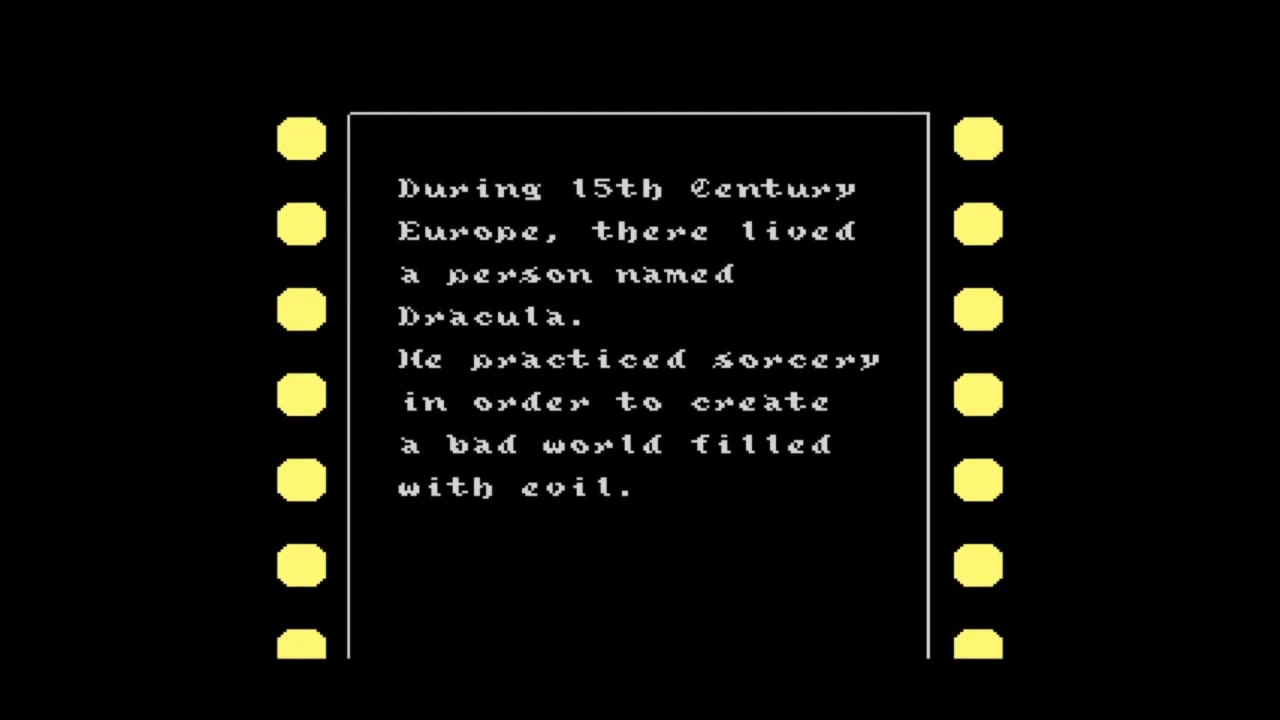 During 15th Century
Europe, there lived
a person named
Dracula.
He practiced sorcery
in order to create
a bad world filled
with evil.